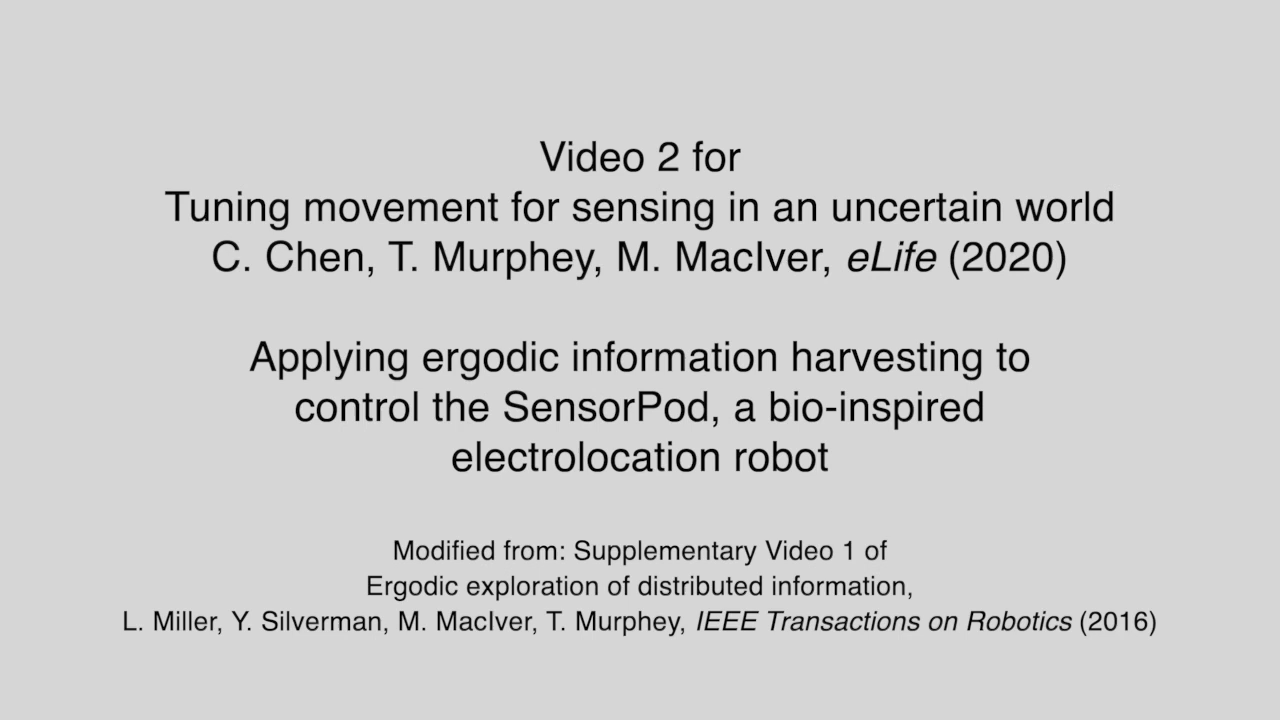 Video 2 for
Tuning movement for sensing in an uncertain world
C. Chen, T. Murphey, M. MacIver, eLife (2020)
Applying ergodic information harvesting to
control the SensorPod, a bio-inspired
electrolocation robot
Modified from: Supplementary Video 1 of
Ergodic exploration of distributed information,
L. Miller, Y. Silverman, M. MacIver, T. Murphey, IEEE Transactions on Robotics (2016)